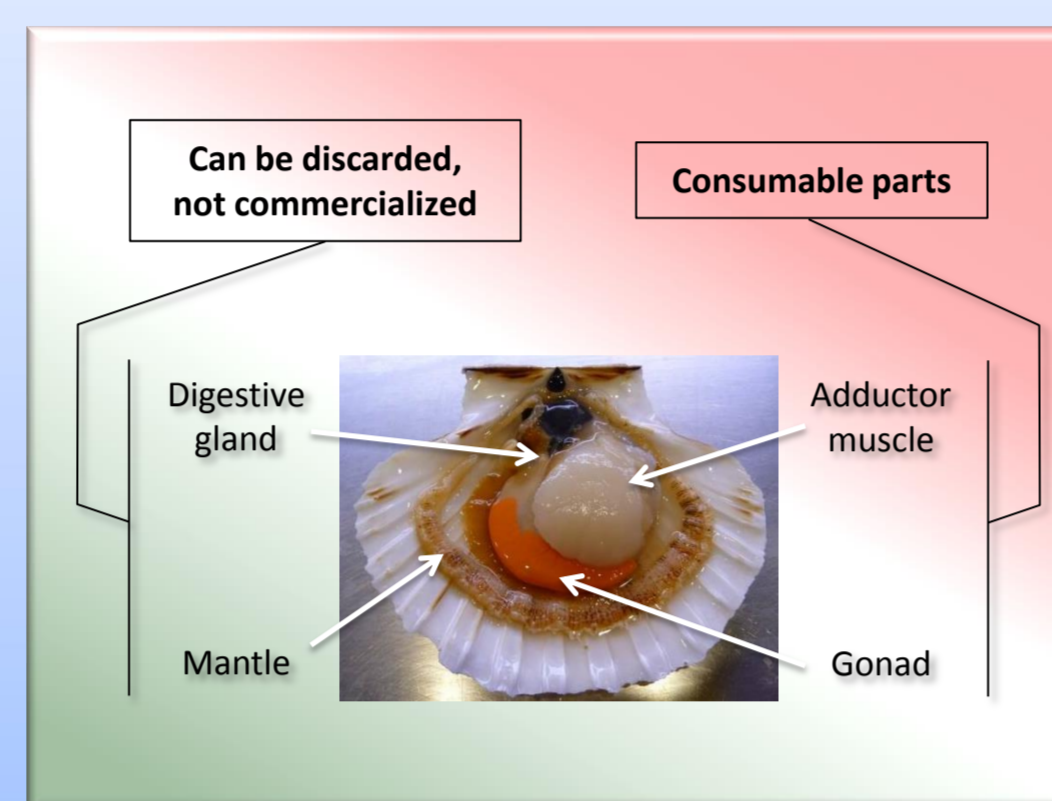 Can be discarded,
not commercialized
Consumable parts
Digestive
gland
Adductor
muscle
Mantle
Gonad